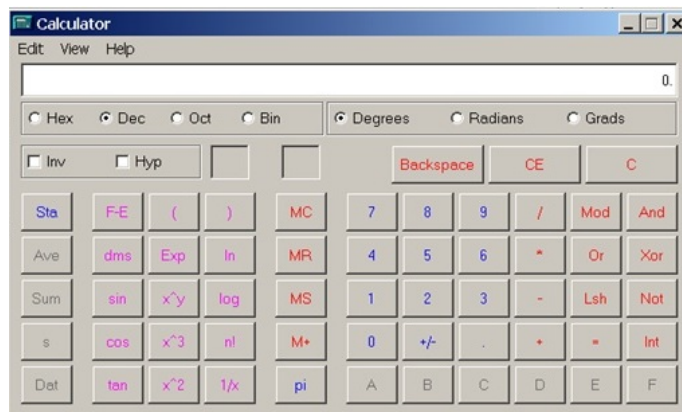 Calculator
Edit View Help
0.
Hex Dec Oct Bin Degrees Radians Grads
Inv Hyp Backspace CE C
Sta F-E ( ) MC 7 8 9 / Mod And
Ave dms Exp ln MR 4 5 6 * Or Xor
Sum sin x^y log MS 1 2 3 - Lsh Not
s cos x^3 n! M+ 0 +/- . + = Int
Dat tan x^2 1/x pi A B C D E F